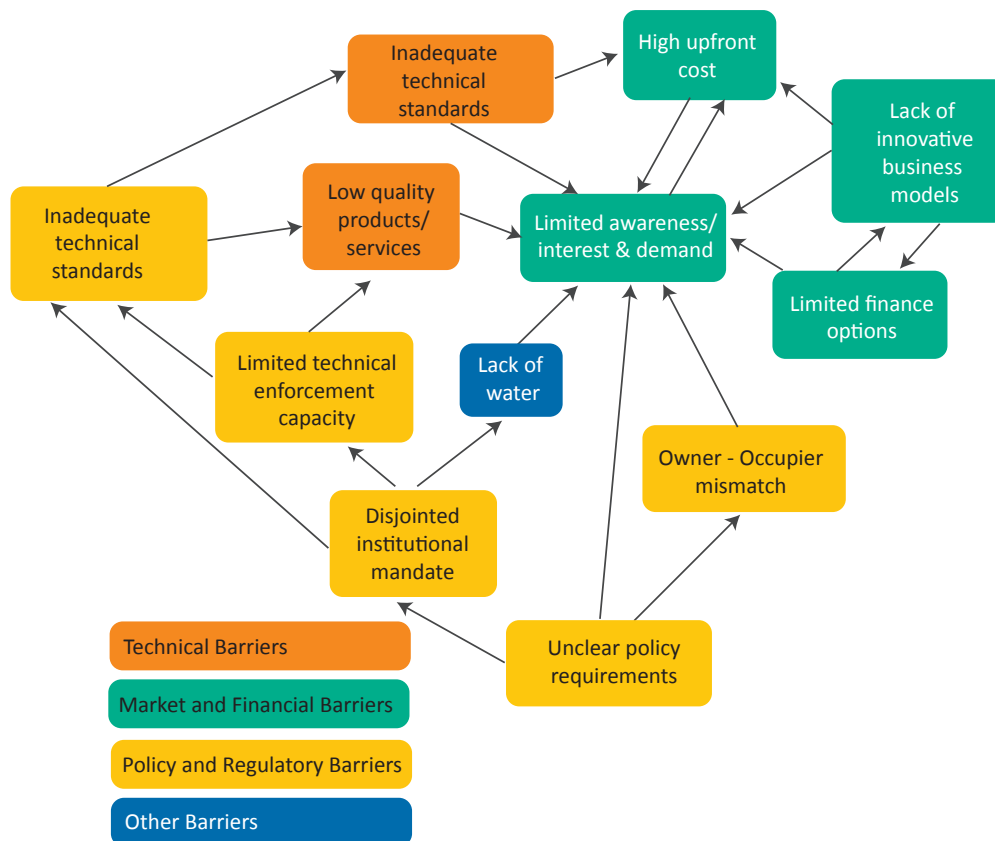 Inadequate
technical
standards
High upfront
cost
Lack of
innovative
business
models
Inadequate
technical
standards
Low quality
products/
services
Limited awareness/
interest & demand
Limited finance
options
Limited technical
enforcement
capacity
Lack of
water
Owner - Occupier
mismatch
Disjointed
institutional
mandate
Unclear policy
requirements
Technical Barriers
Market and Financial Barriers
Policy and Regulatory Barriers
Other Barriers